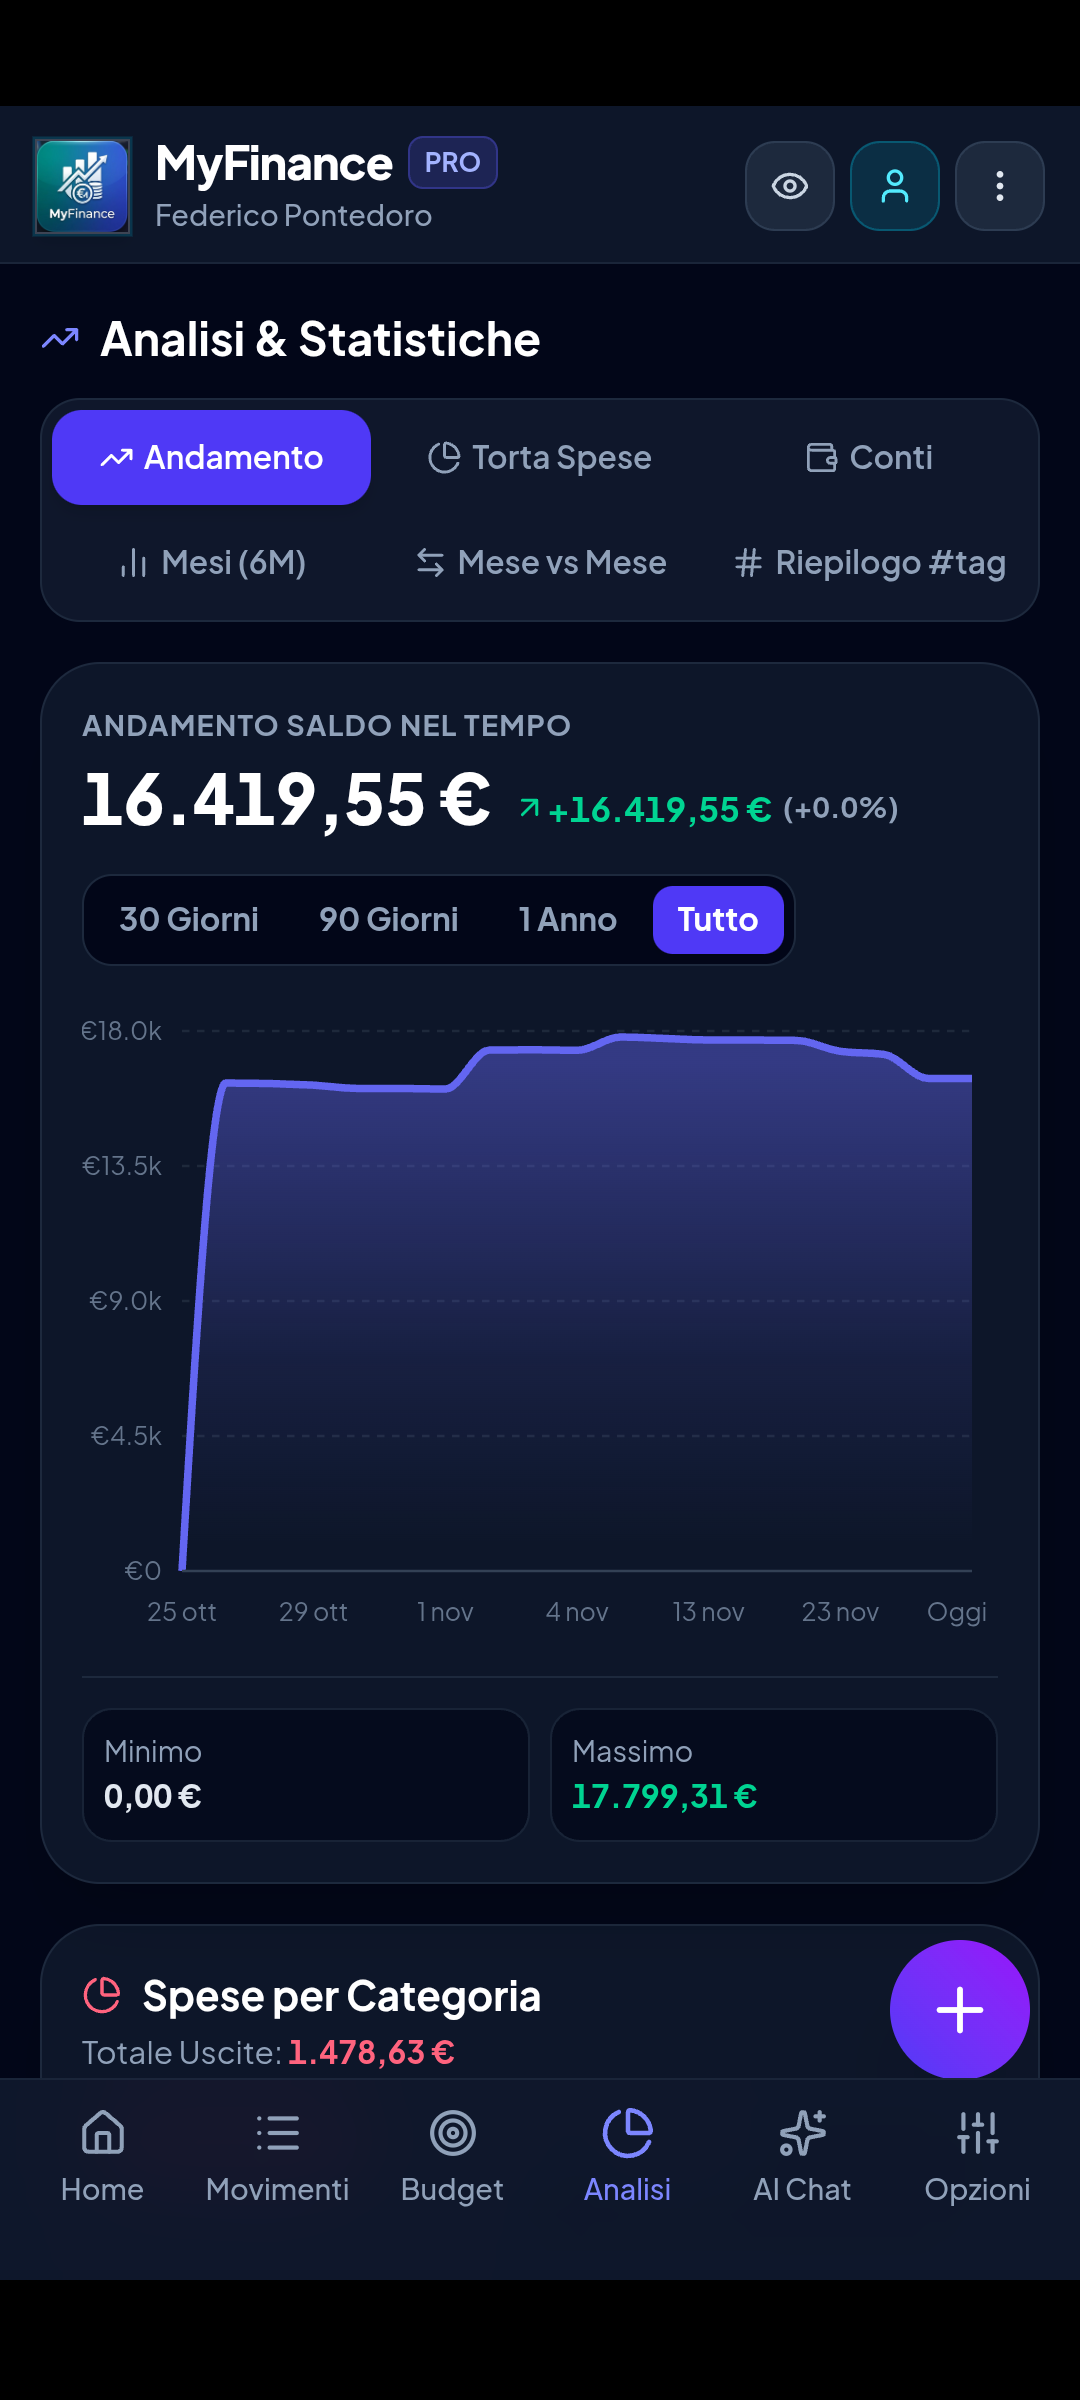 MyFinance PRO
Federico Pontedoro
MyFinance
Analisi & Statistiche
Andamento Torta Spese Conti
Mesi (6M) Mese vs Mese Riepilogo #tag
ANDAMENTO SALDO NEL TEMPO
16.419,55 € +16.419,55 € (+0.0%)
30 Giorni 90 Giorni 1 Anno Tutto
€18.0k
€13.5k
€9.0k
€4.5k
€0
25 ott 29 ott 1 nov 4 nov 13 nov 23 nov Oggi
Minimo Massimo
0,00 € 17.799,31 €
Spese per Categoria
Totale Uscite: 1.478,63 €
Home Movimenti Budget Analisi AI Chat Opzioni